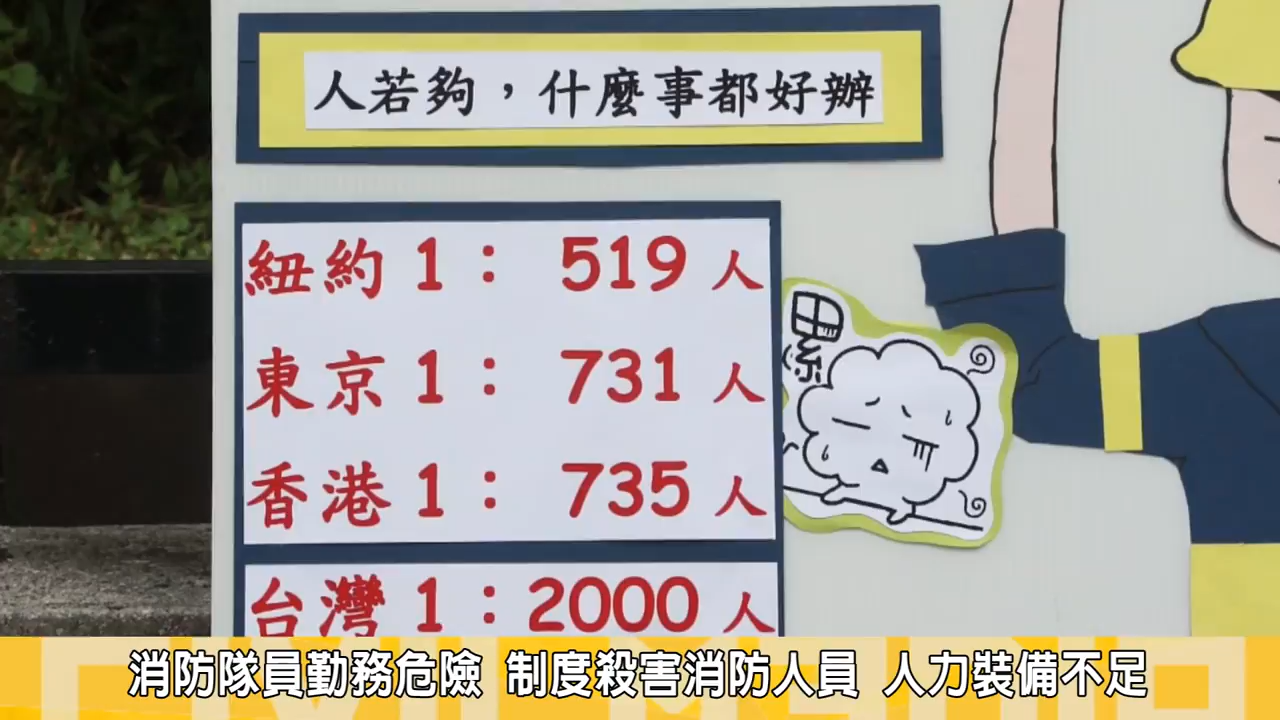 人若夠，什麼事都好辦
紐約 1： 519 人
東京 1： 731 人
香港 1： 735 人
累
台灣 1：2000 人
消防隊員勤務危險 制度殺害消防人員 人力裝備不足